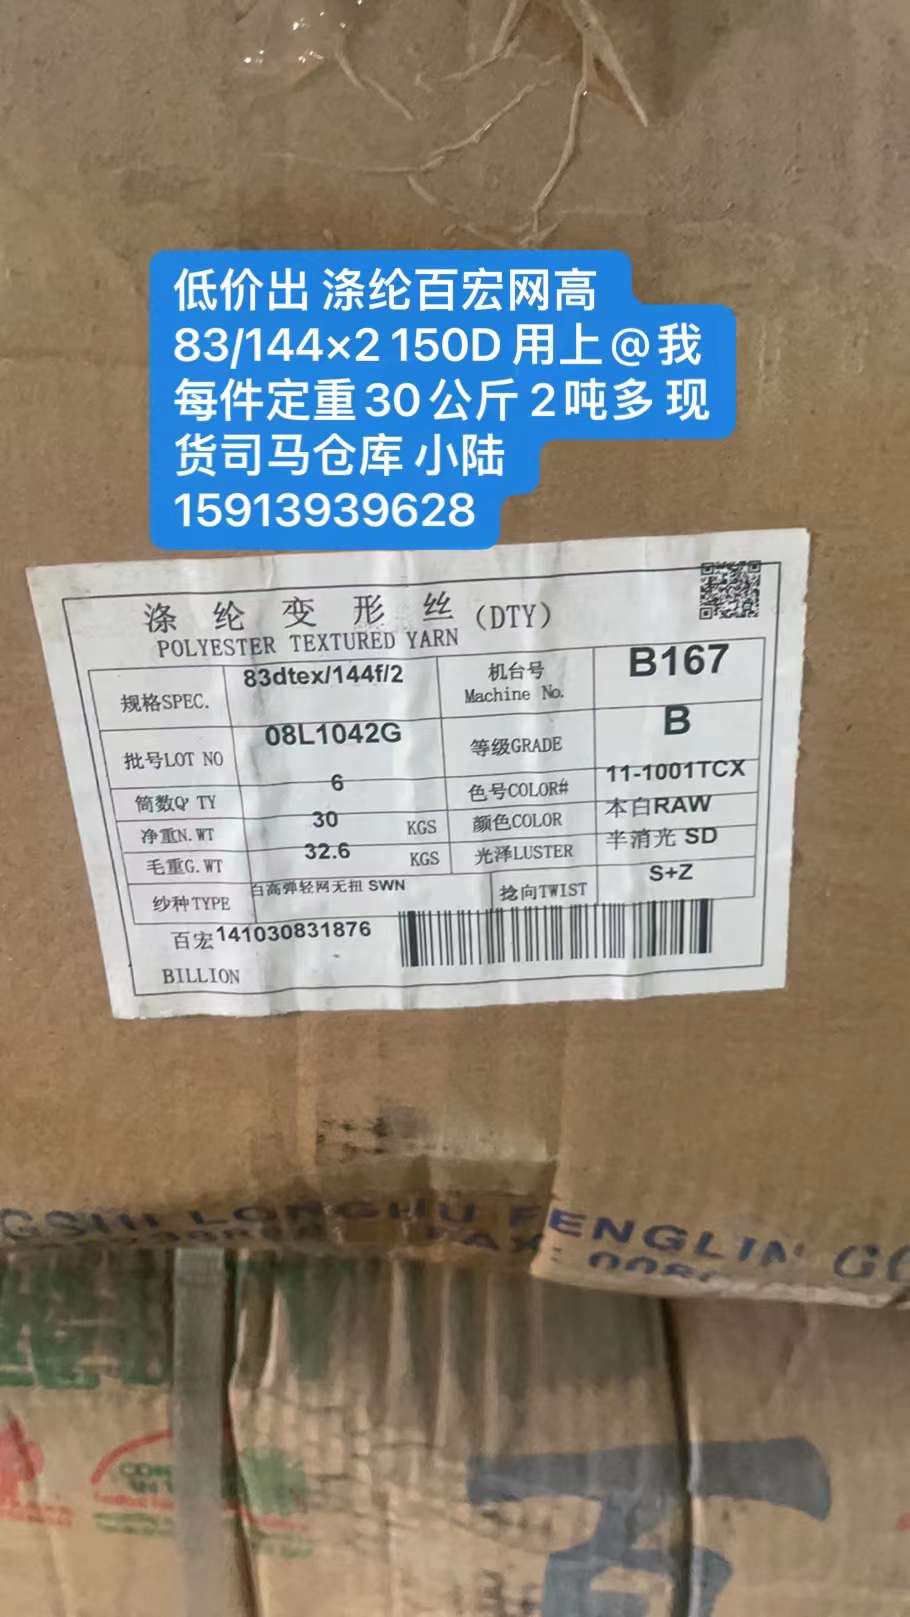 低价出 涤纶百宏网高
83/144×2 150D 用上@我
每件定重30公斤 2吨多 现
货司马仓库 小陆
15913939628
涤纶变形丝(DTY)
POLYESTER TEXTURED YARN
规格SPEC. 83dtex/144f/2 机台号 Machine No. B167
批号LOT NO 08L1042G 等级GRADE B
筒数Q'TY 6 色号COLOR# 11-1001TCX
净重N.WT 30 KGS 颜色COLOR 本白RAW
毛重G.WT 32.6 KGS 光泽LUSTER 半消光 SD
纱种TYPE 百高弹轻网无扭 SWN 捻向TWIST S+Z
百宏141030831876
BILLION
GSHI LONGHU FENGLIN
FAX: